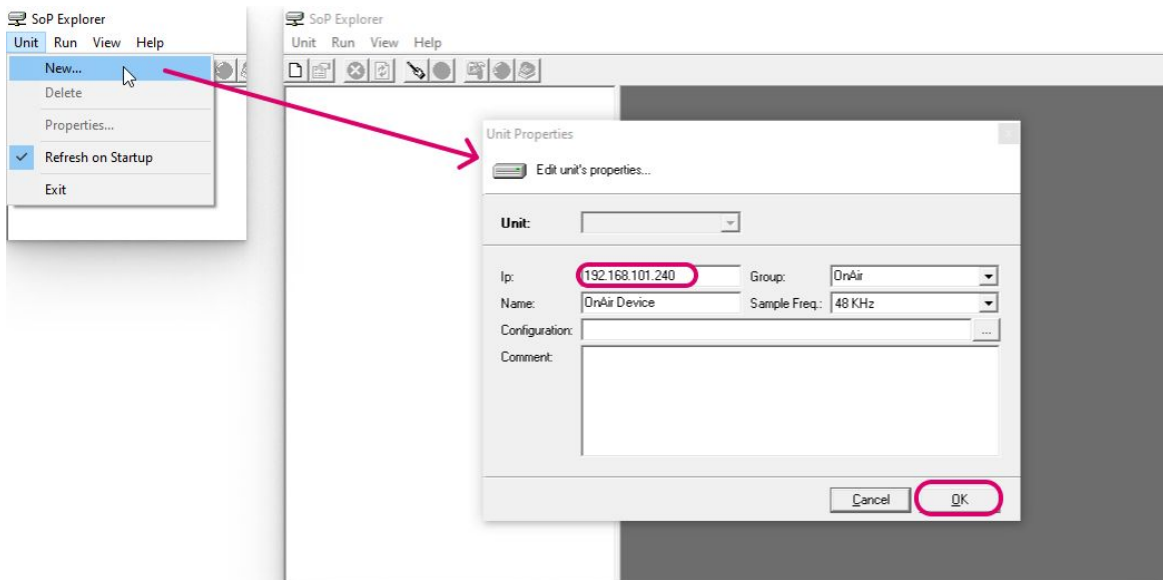 SoP Explorer
Unit Run View Help
New...
Delete
Properties...
Refresh on Startup
Exit
SoP Explorer
Unit Run View Help
Unit Properties
Edit unit's properties...
Unit:
Ip: 192.168.101.240 Group: OnAir
Name: OnAir Device Sample Freq.: 48 KHz
Configuration: ...
Comment:
Cancel OK